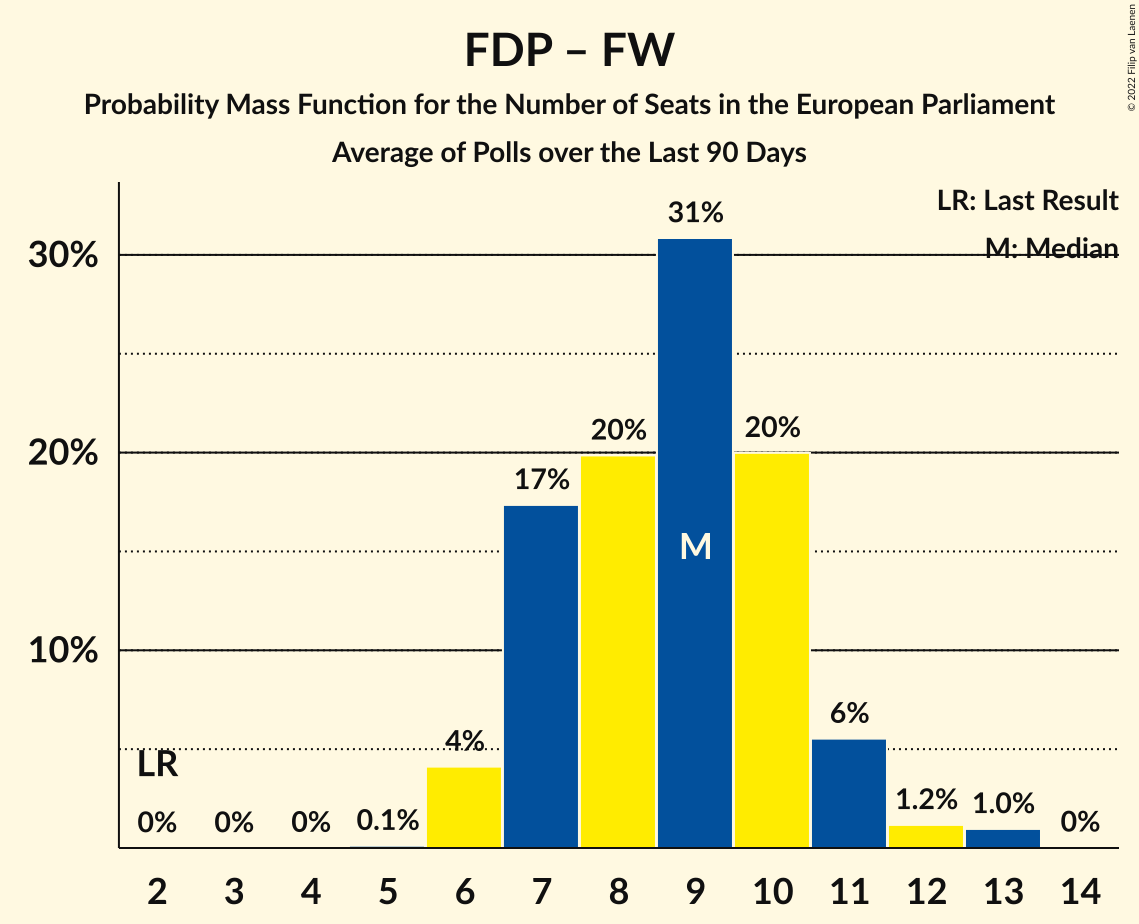 FDP – FW
Probability Mass Function for the Number of Seats in the European Parliament
Average of Polls over the Last 90 Days
© 2022 Filip van Laenen
LR: Last Result
M: Median
30%
20%
10%
LR
0%
0%
0%
0.1%
4%
17%
20%
31%
M
20%
6%
1.2%
1.0%
0%
2 3 4 5 6 7 8 9 10 11 12 13 14